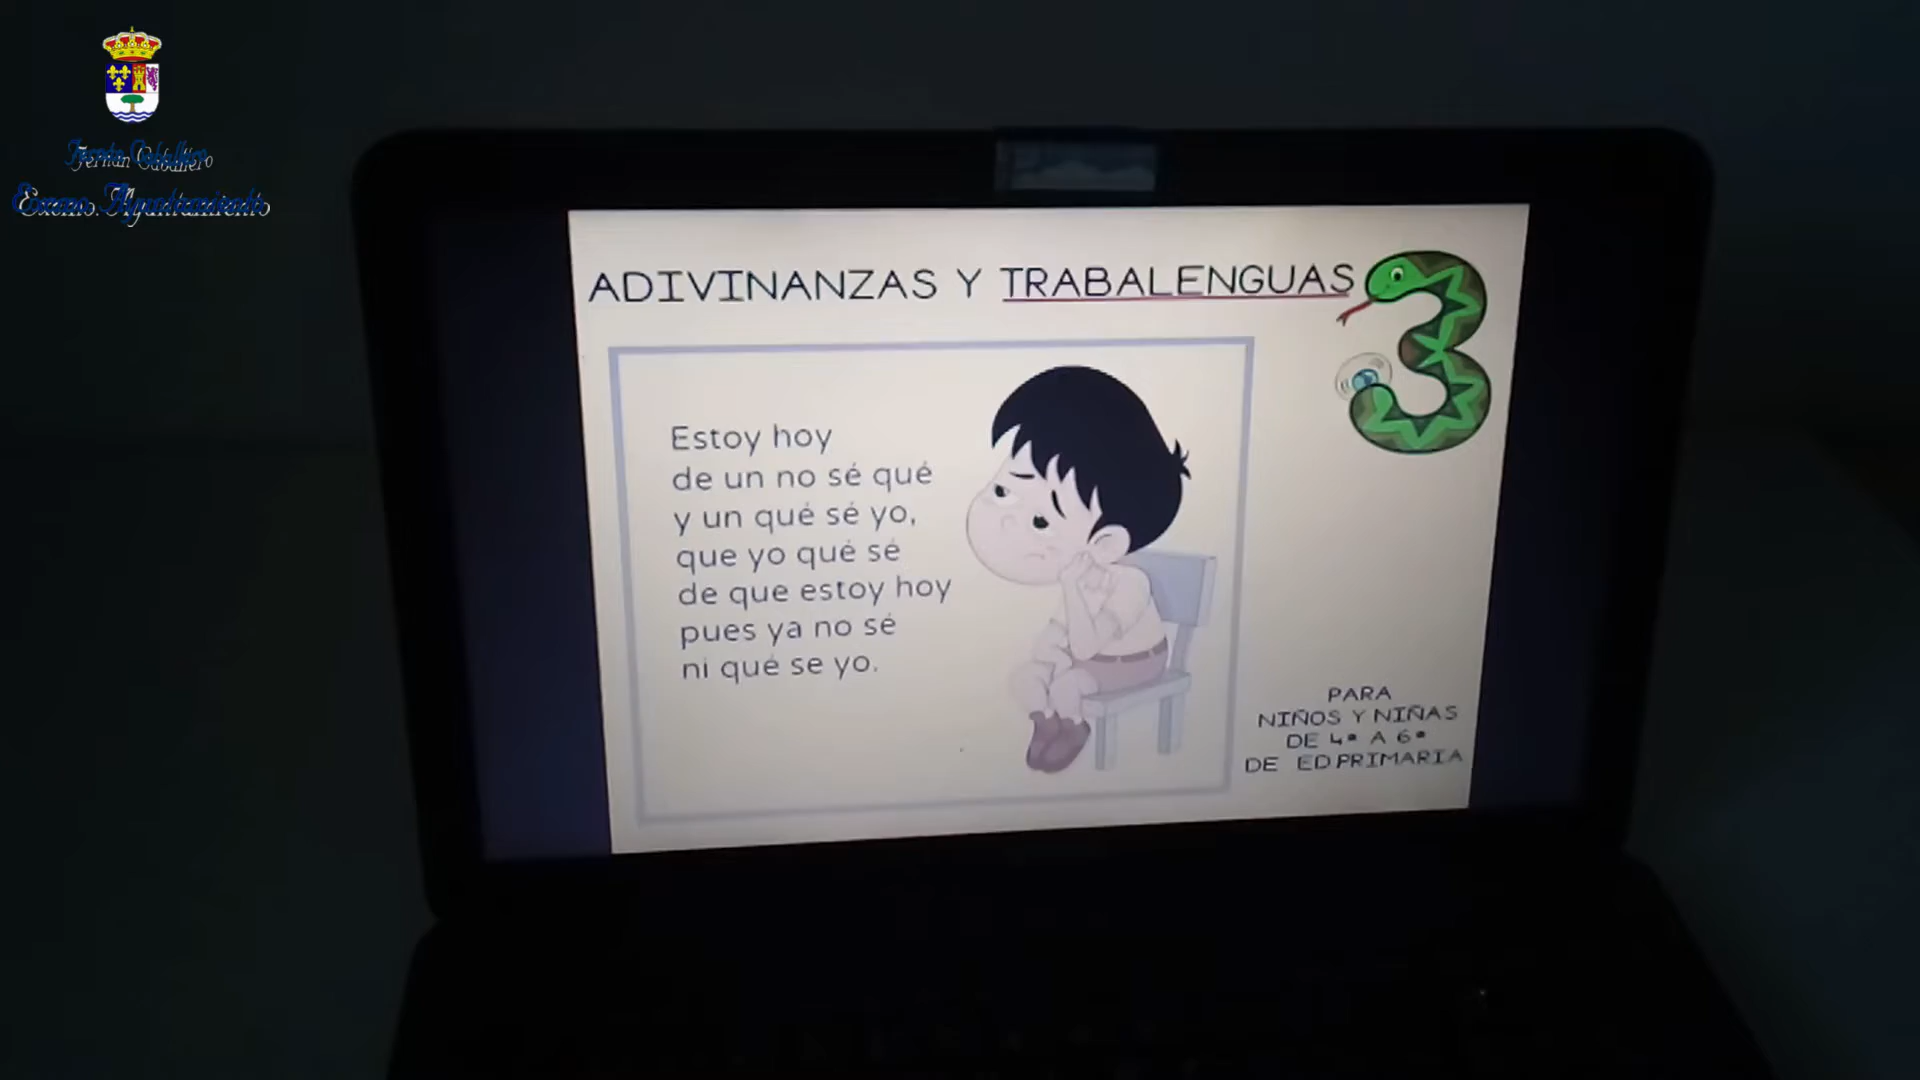 Fernán Caballero
Excmo. Ayuntamiento
ADIVINANZAS Y TRABALENGUAS
3
Estoy hoy
de un no sé qué
y un qué sé yo,
que yo qué sé
de que estoy hoy
pues ya no sé
ni qué se yo.
PARA
NIÑOS Y NIÑAS
DE 4º A 6º
DE ED PRIMARIA